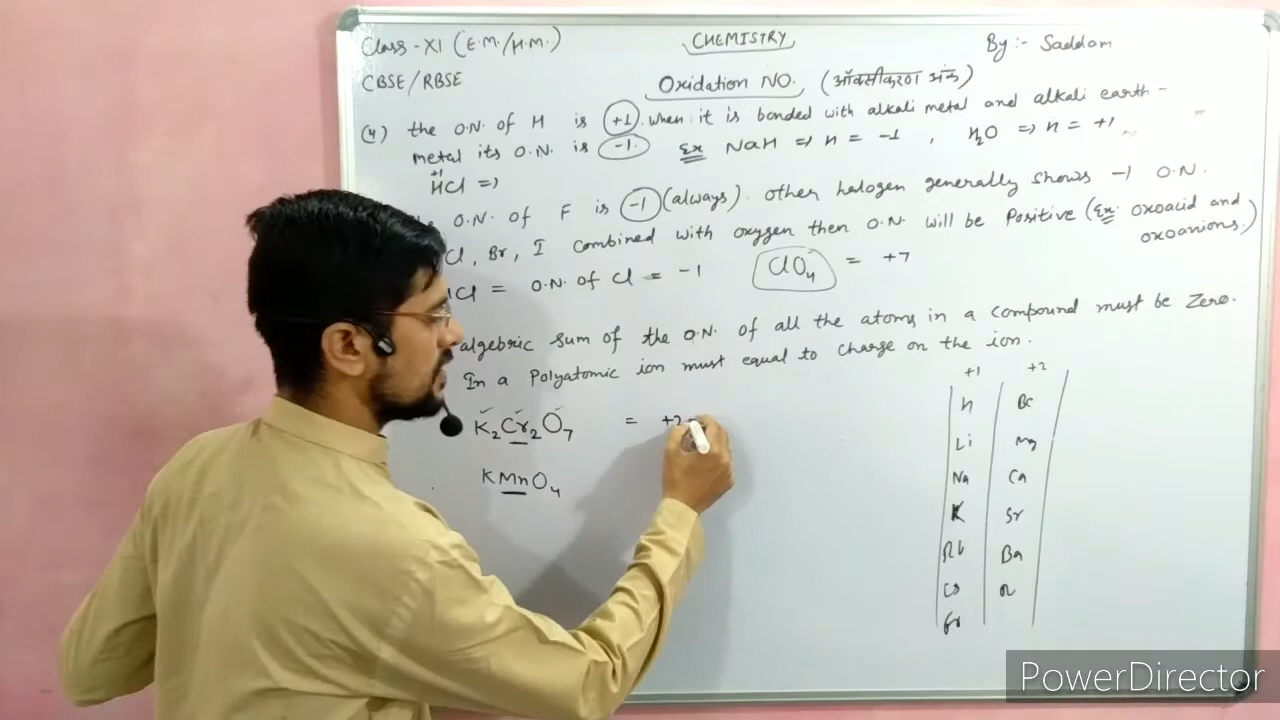 Class - XI (E.M./H.M.)
CHEMISTRY
By :- Saddam
CBSE/RBSE
Oxidation NO. (ऑक्सीकरण अंक)
(4) the O.N. of H is +1. when it is bonded with alkali metal and alkali earth -
metal its O.N. is -1. Ex NaH => n = -1 , H2O => n = +1
+1
HCl =>
O.N. of F is -1 (always). other halogen generally shows -1 O.N.
Cl, Br, I combined with oxygen then O.N. will be Positive (Ex: oxoacid and
oxoanions.)
Cl = O.N. of Cl = -1 ClO4- = +7
algebric sum of the O.N. of all the atoms in a compound must be Zero.
In a Polyatomic ion must equal to charge on the ion.
K2Cr2O7 = +2
KMnO4
+1 +2
H Be
Li Mg
Na Ca
K Sr
Rb Ba
Cs
Fr
PowerDirector